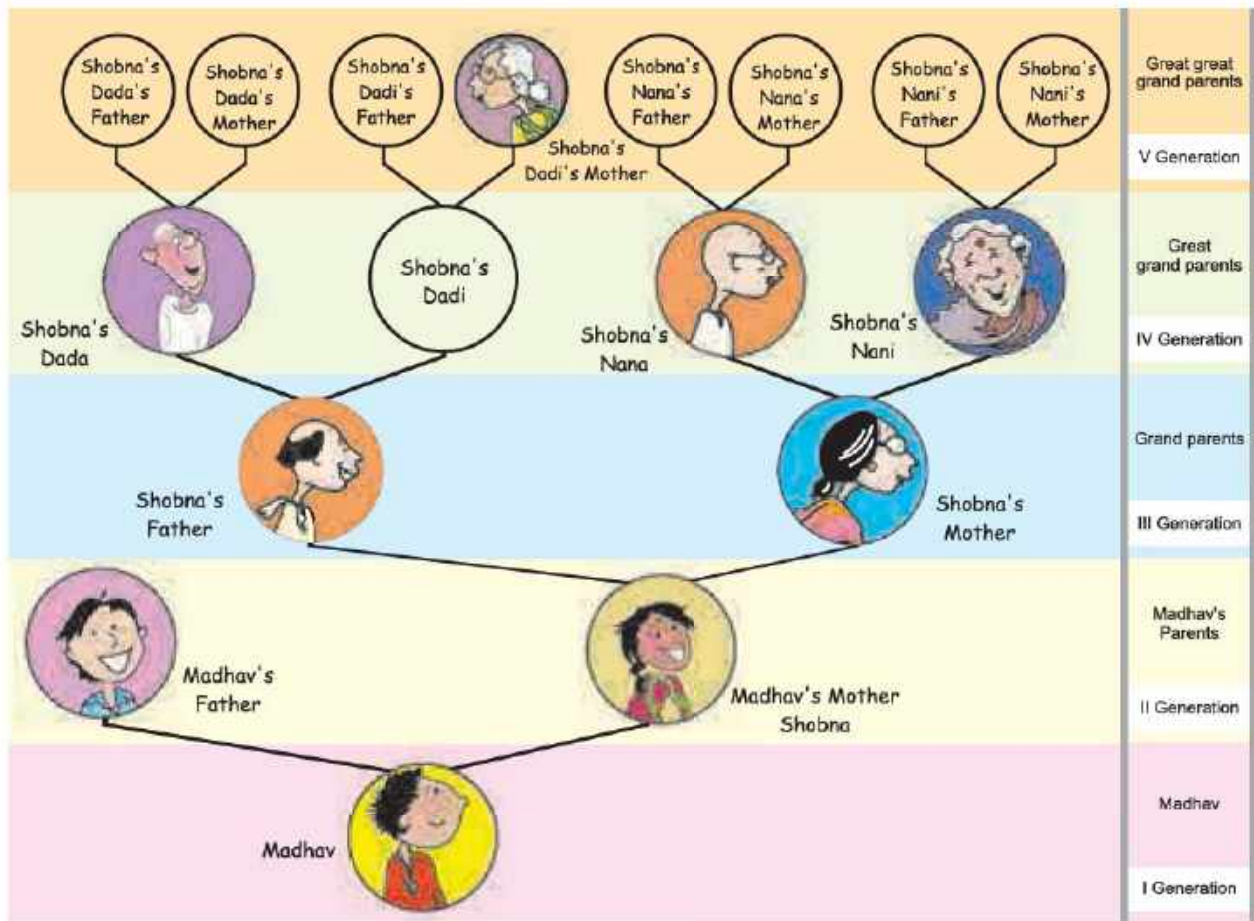 Shobna's
Dada's
Father
Shobna's
Dada's
Mother
Shobna's
Dadi's
Father
Shobna's
Dadi's Mother
Shobna's
Nana's
Father
Shobna's
Nana's
Mother
Shobna's
Nani's
Father
Shobna's
Nani's
Mother
Great great
grand parents
V Generation
Shobna's
Dada
Shobna's
Dadi
Shobna's
Nana
Shobna's
Nani
Great
grand parents
IV Generation
Shobna's
Father
Shobna's
Mother
Grand parents
III Generation
Madhav's
Father
Madhav's Mother
Shobna
Madhav's
Parents
II Generation
Madhav
Madhav
I Generation